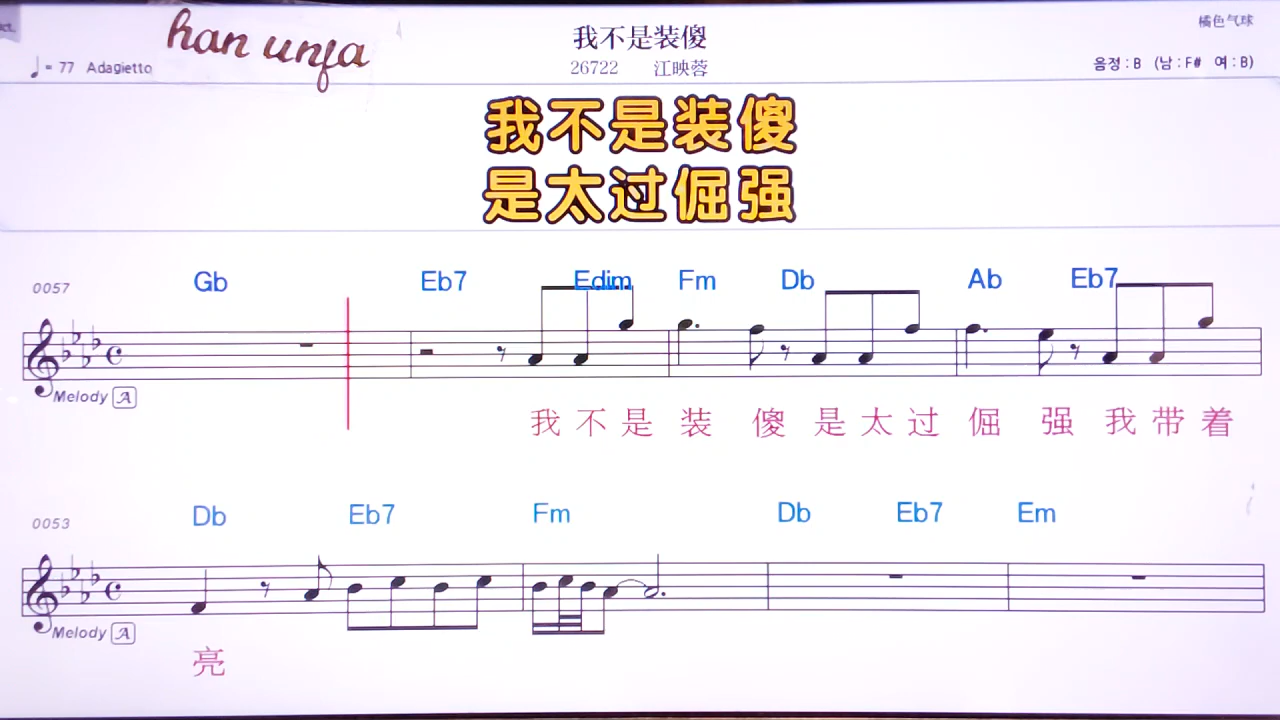 ct.
han unfa
我不是装傻
橘色气球
♩= 77 Adagietto
26722 江映蓉
음정 : B (남 : F# 여 : B)
我不是装傻
是太过倔强
0057
Gb Eb7 Edim Fm Db Ab Eb7
Melody A
我 不 是 装 傻 是 太 过 倔 强 我 带 着
0053
Db Eb7 Fm Db Eb7 Em
Melody A
亮